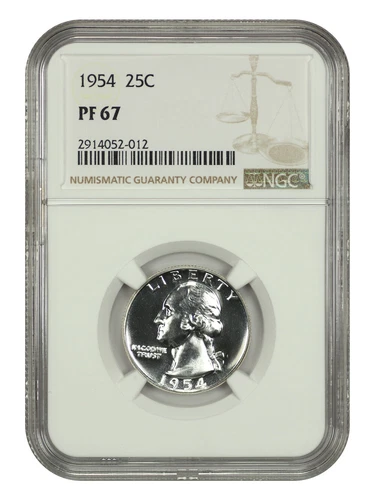 1954 25C
PF 67
2914052-012
NUMISMATIC GUARANTY COMPANY NGC
LIBERTY
IN GOD WE
TRUST
1954